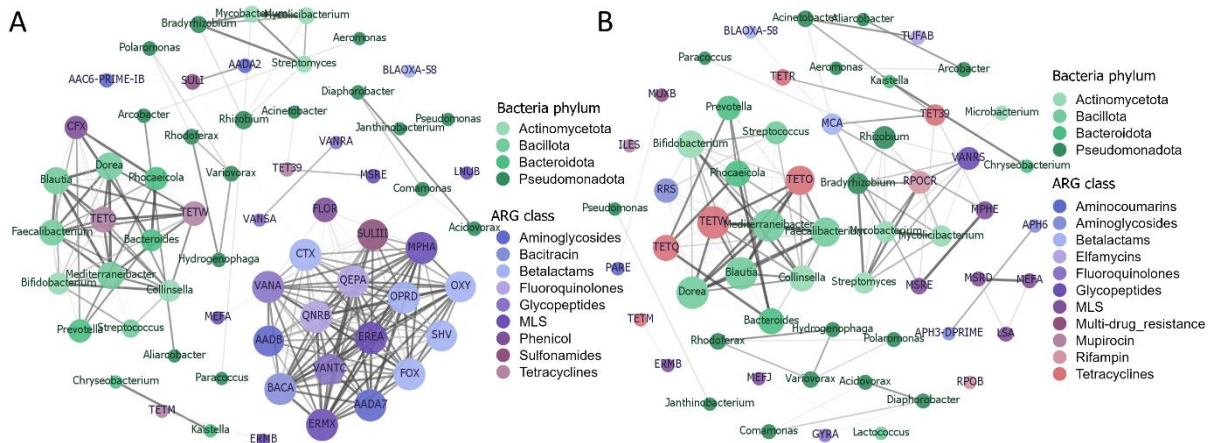 A
Mycobacterium
Mycolicibacterium
Bradyrhizobium
Polaromonas
Aeromonas
Streptomyces
AADA2
AAC6-PRIME-IB
SULI
BLAOXA-58
Diaphorobacter
Arcobacter
Acinetobacter
Rhizobium
Pseudomonas
CFX
Rhodoferax
VANRA
Janthinobacterium
Dorea
Blautia
Phocaeicola
Variovorax
TET39
MSRE
LNUB
Comamonas
TETO
TETW
VANSA
FLOR
Acidovorax
Faecalibacterium
Bacteroides
SULIII
MPHA
Hydrogenophaga
CTX
Mediterraneibacter
Bifidobacterium
Collinsella
VANA
QEPA
OPRD
OXY
MEFA
QNRB
Prevotella
Streptococcus
AADB
EREA
SHV
Aliarcobacter
VANTC
FOX
Chryseobacterium
Paracoccus
BACA
AADA7
TETM
ERMX
Kaistella
ERMB
Bacteria phylum
Actinomycetota
Bacillota
Bacteroidota
Pseudomonadota
ARG class
Aminoglycosides
Bacitracin
Betalactams
Fluoroquinolones
Glycopeptides
MLS
Phenicol
Sulfonamides
Tetracyclines
B
Acinetobacter
Aliarcobacter
BLAOXA-58
TUFAB
Paracoccus
Aeromonas
Arcobacter
TETR
Kaistella
MUXB
Prevotella
Microbacterium
Streptococcus
MCA
TET39
ILES
Bifidobacterium
Rhizobium
VANRS
Chryseobacterium
Phocaeicola
TETO
Bradyrhizobium
RPOCR
RRS
MPHE
Pseudomonas
TETW
Mediterraneibacter
Faecalibacterium
Mycobacterium
Mycolicibacterium
APH6
TETQ
PARE
Blautia
Collinsella
Streptomyces
MSRE
MSRD
MEFA
Dorea
TETM
Bacteroides
Hydrogenophaga
APH3-DPRIME
LSA
Rhodoferax
Polaromonas
ERMB
MEFJ
Variovorax
Acidovorax
RPOB
Janthinobacterium
Diaphorobacter
Comamonas
GYRA
Lactococcus
Bacteria phylum
Actinomycetota
Bacillota
Bacteroidota
Pseudomonadota
ARG class
Aminocoumarins
Aminoglycosides
Betalactams
Elfamycins
Fluoroquinolones
Glycopeptides
MLS
Multi-drug_resistance
Mupirocin
Rifampin
Tetracyclines